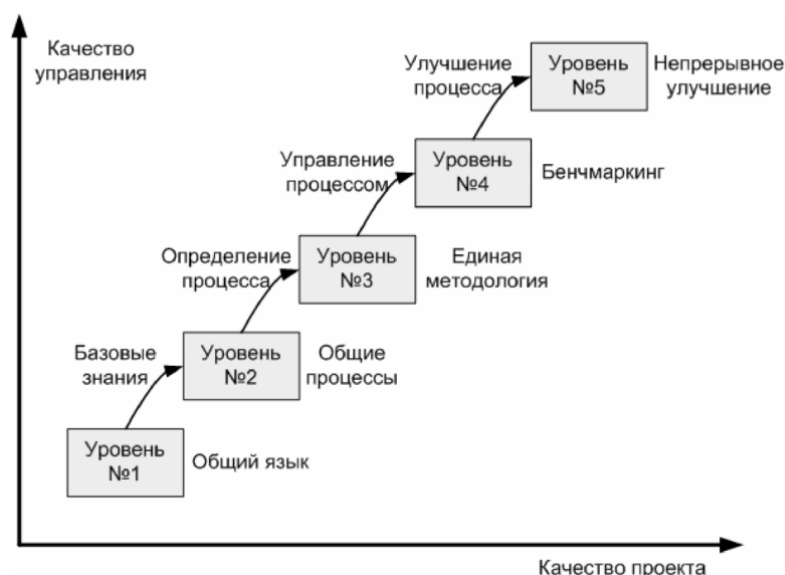 Качество
управления
Улучшение
процесса
Уровень
№5
Непрерывное
улучшение
Управление
процессом
Уровень
№4
Бенчмаркинг
Определение
процесса
Уровень
№3
Единая
методология
Базовые
знания
Уровень
№2
Общие
процессы
Уровень
№1
Общий язык
Качество проекта